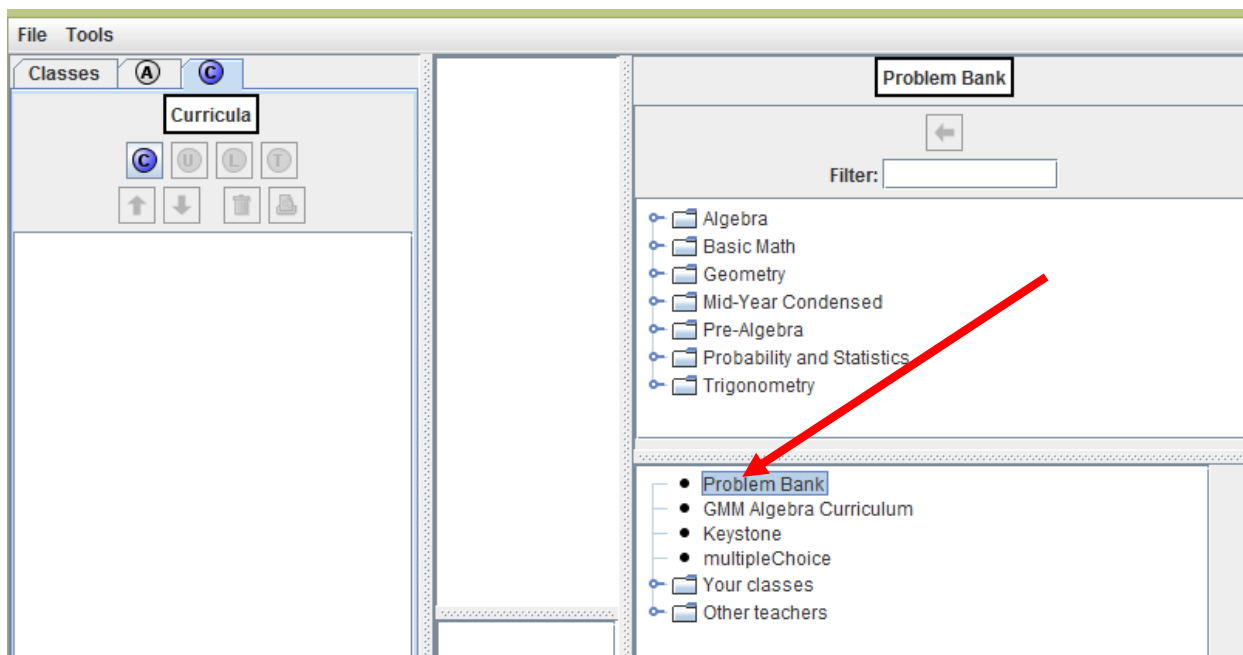 File Tools
Classes A C
Curricula
C U L T
Problem Bank
Filter:
Algebra
Basic Math
Geometry
Mid-Year Condensed
Pre-Algebra
Probability and Statistics
Trigonometry
Problem Bank
GMM Algebra Curriculum
Keystone
multipleChoice
Your classes
Other teachers